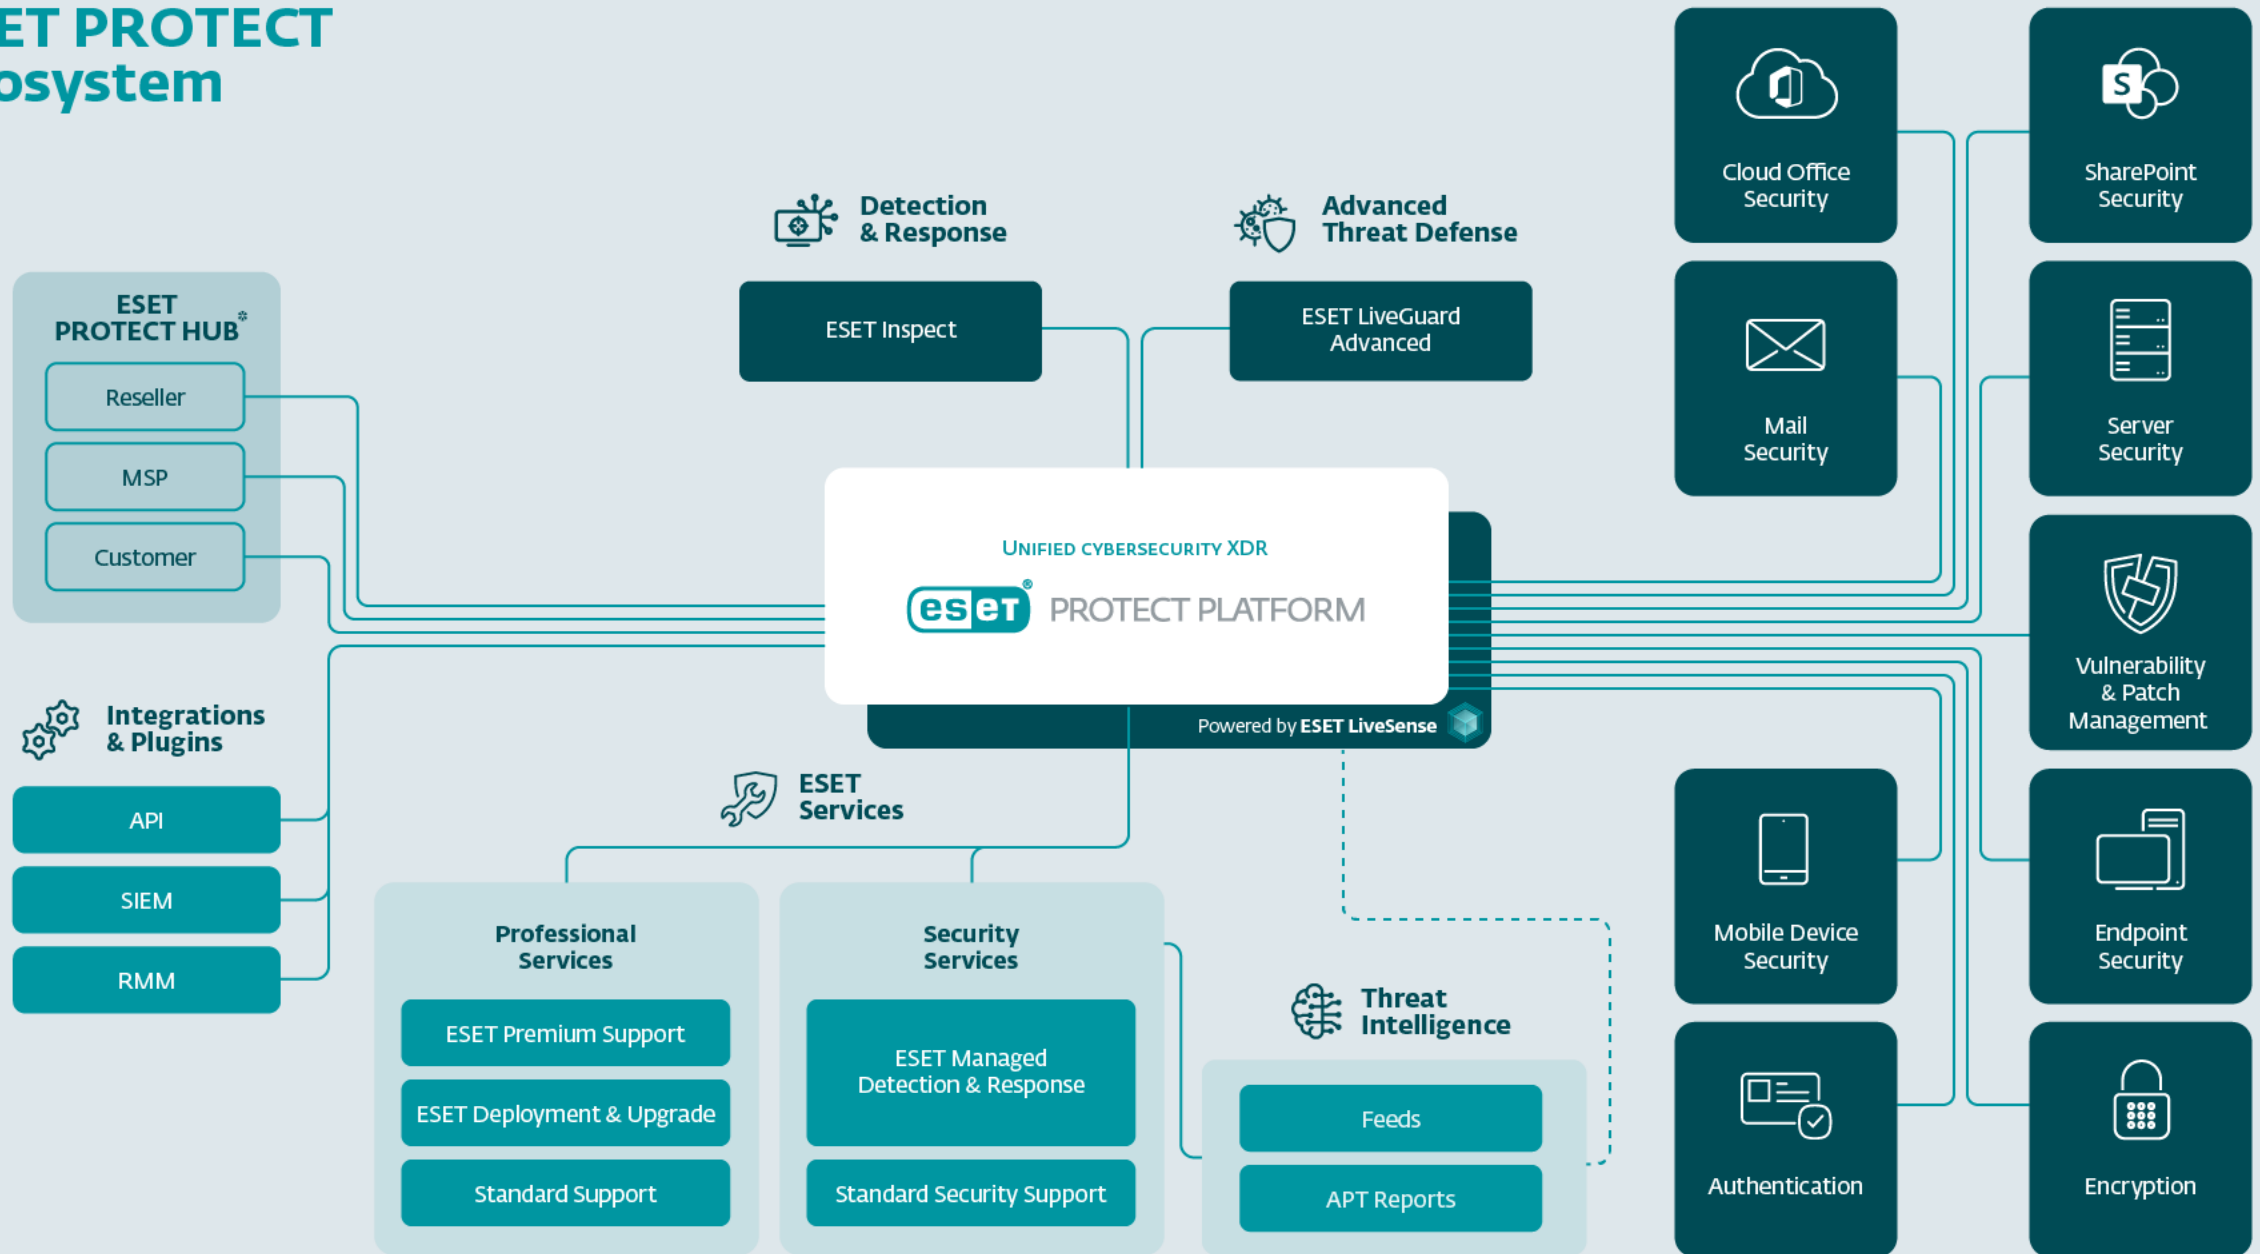 ET PROTECT
osystem
Detection
& Response
ESET Inspect
Advanced
Threat Defense
ESET LiveGuard
Advanced
ESET
PROTECT HUB*
Reseller
MSP
Customer
Integrations
& Plugins
API
SIEM
RMM
UNIFIED CYBERSECURITY XDR
eset® PROTECT PLATFORM
Powered by ESET LiveSense
ESET
Services
Professional
Services
ESET Premium Support
ESET Deployment & Upgrade
Standard Support
Security
Services
ESET Managed
Detection & Response
Standard Security Support
Threat
Intelligence
Feeds
APT Reports
Cloud Office
Security
S
SharePoint
Security
Mail
Security
Server
Security
Vulnerability
& Patch
Management
Mobile Device
Security
Endpoint
Security
Authentication
Encryption